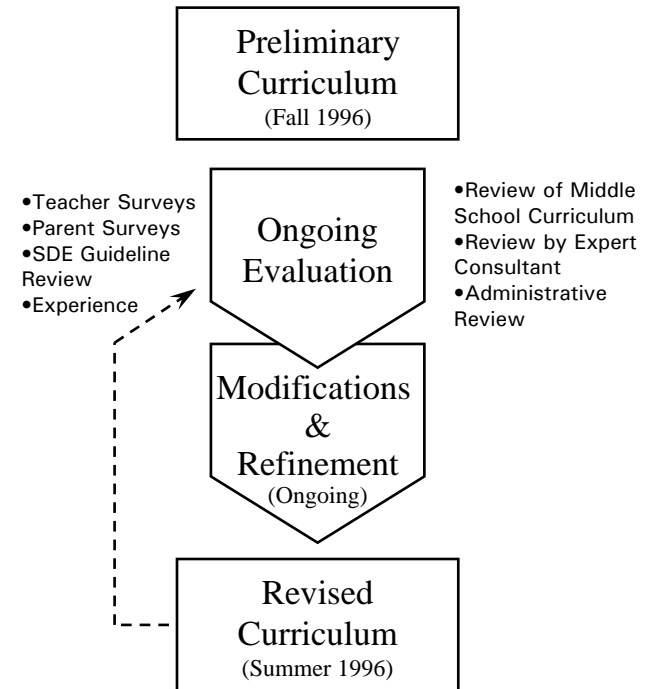 Preliminary
Curriculum
(Fall 1996)
•Teacher Surveys
•Parent Surveys
•SDE Guideline
Review
•Experience
Ongoing
Evaluation
•Review of Middle
School Curriculum
•Review by Expert
Consultant
•Administrative
Review
Modifications
&
Refinement
(Ongoing)
Revised
Curriculum
(Summer 1996)